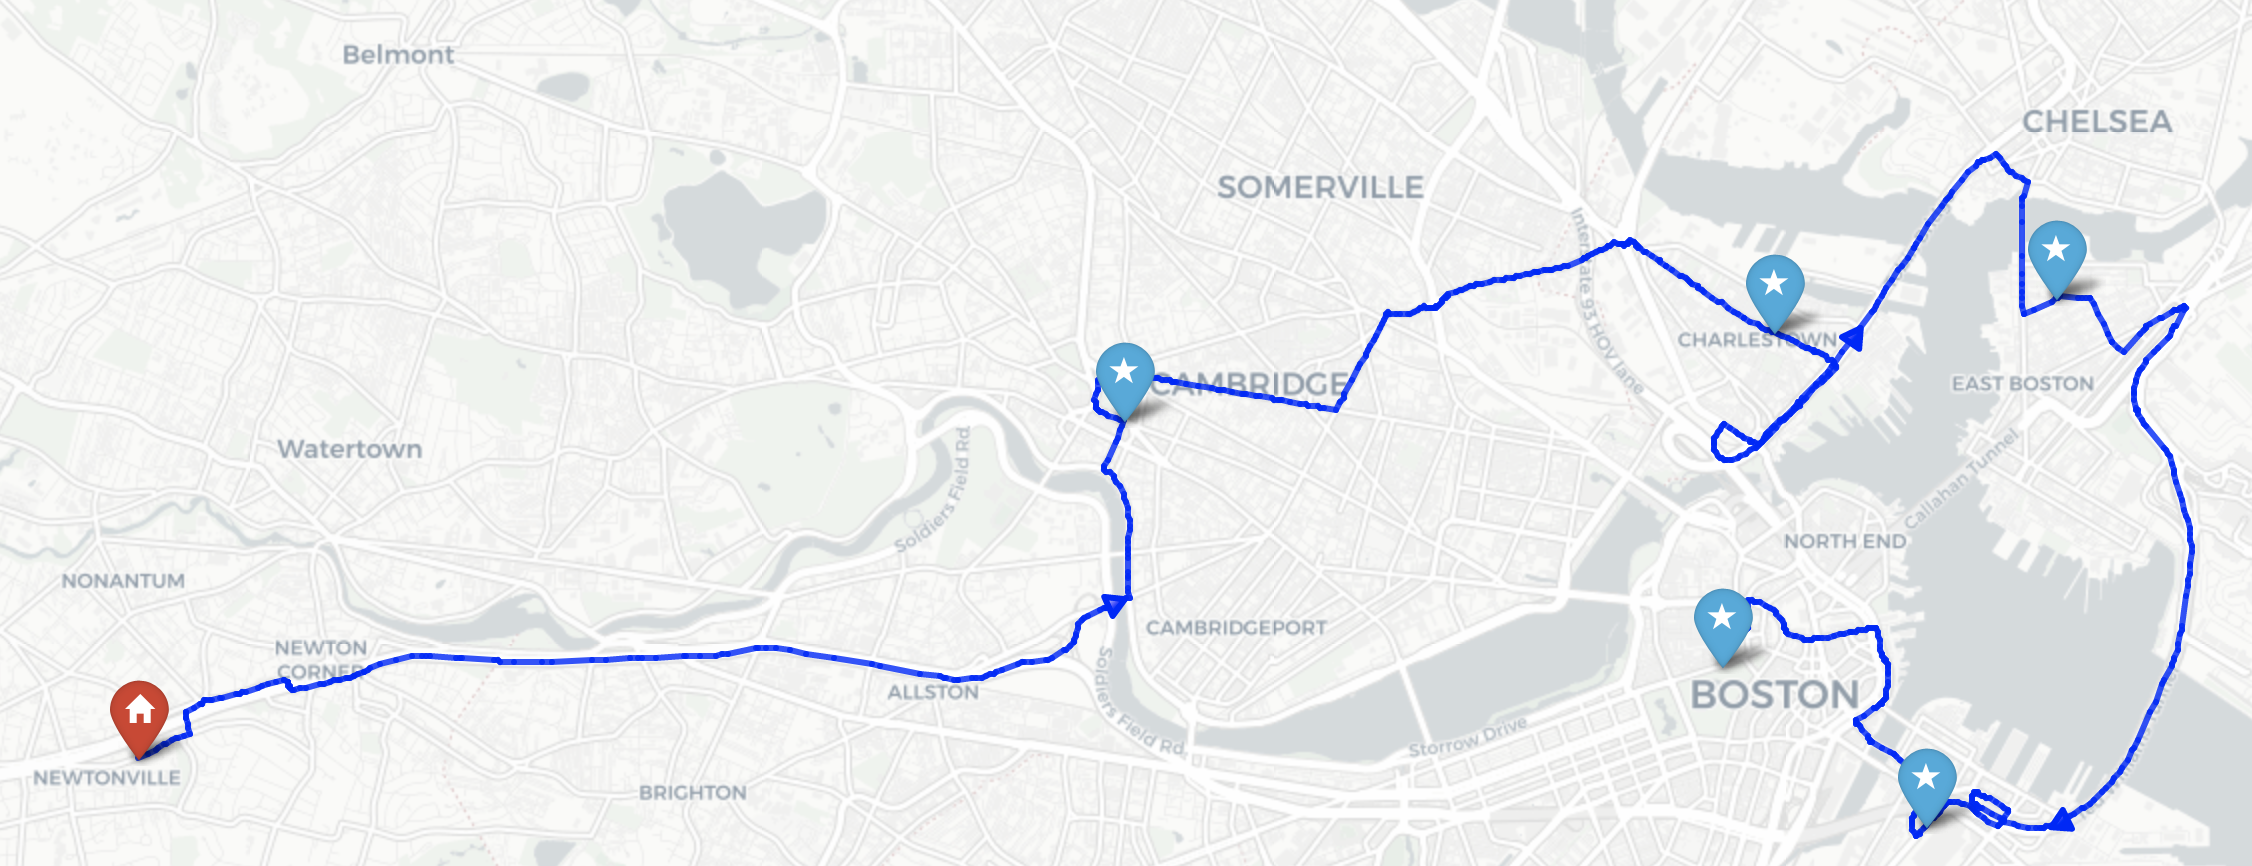 Belmont
CHELSEA
SOMERVILLE
Interstate 93 HOV lane
CHARLESTOWN
CAMBRIDGE
EAST BOSTON
Watertown
Soldiers Field Rd
Callahan Tunnel
NORTH END
NONANTUM
CAMBRIDGEPORT
NEWTON
CORNER
ALLSTON
Soldiers Field Rd
BOSTON
Storrow Drive
NEWTONVILLE
BRIGHTON